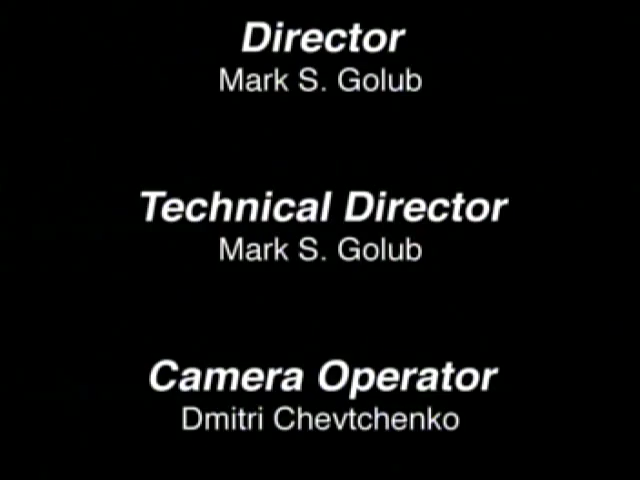 Director
Mark S. Golub
Technical Director
Mark S. Golub
Camera Operator
Dmitri Chevtchenko